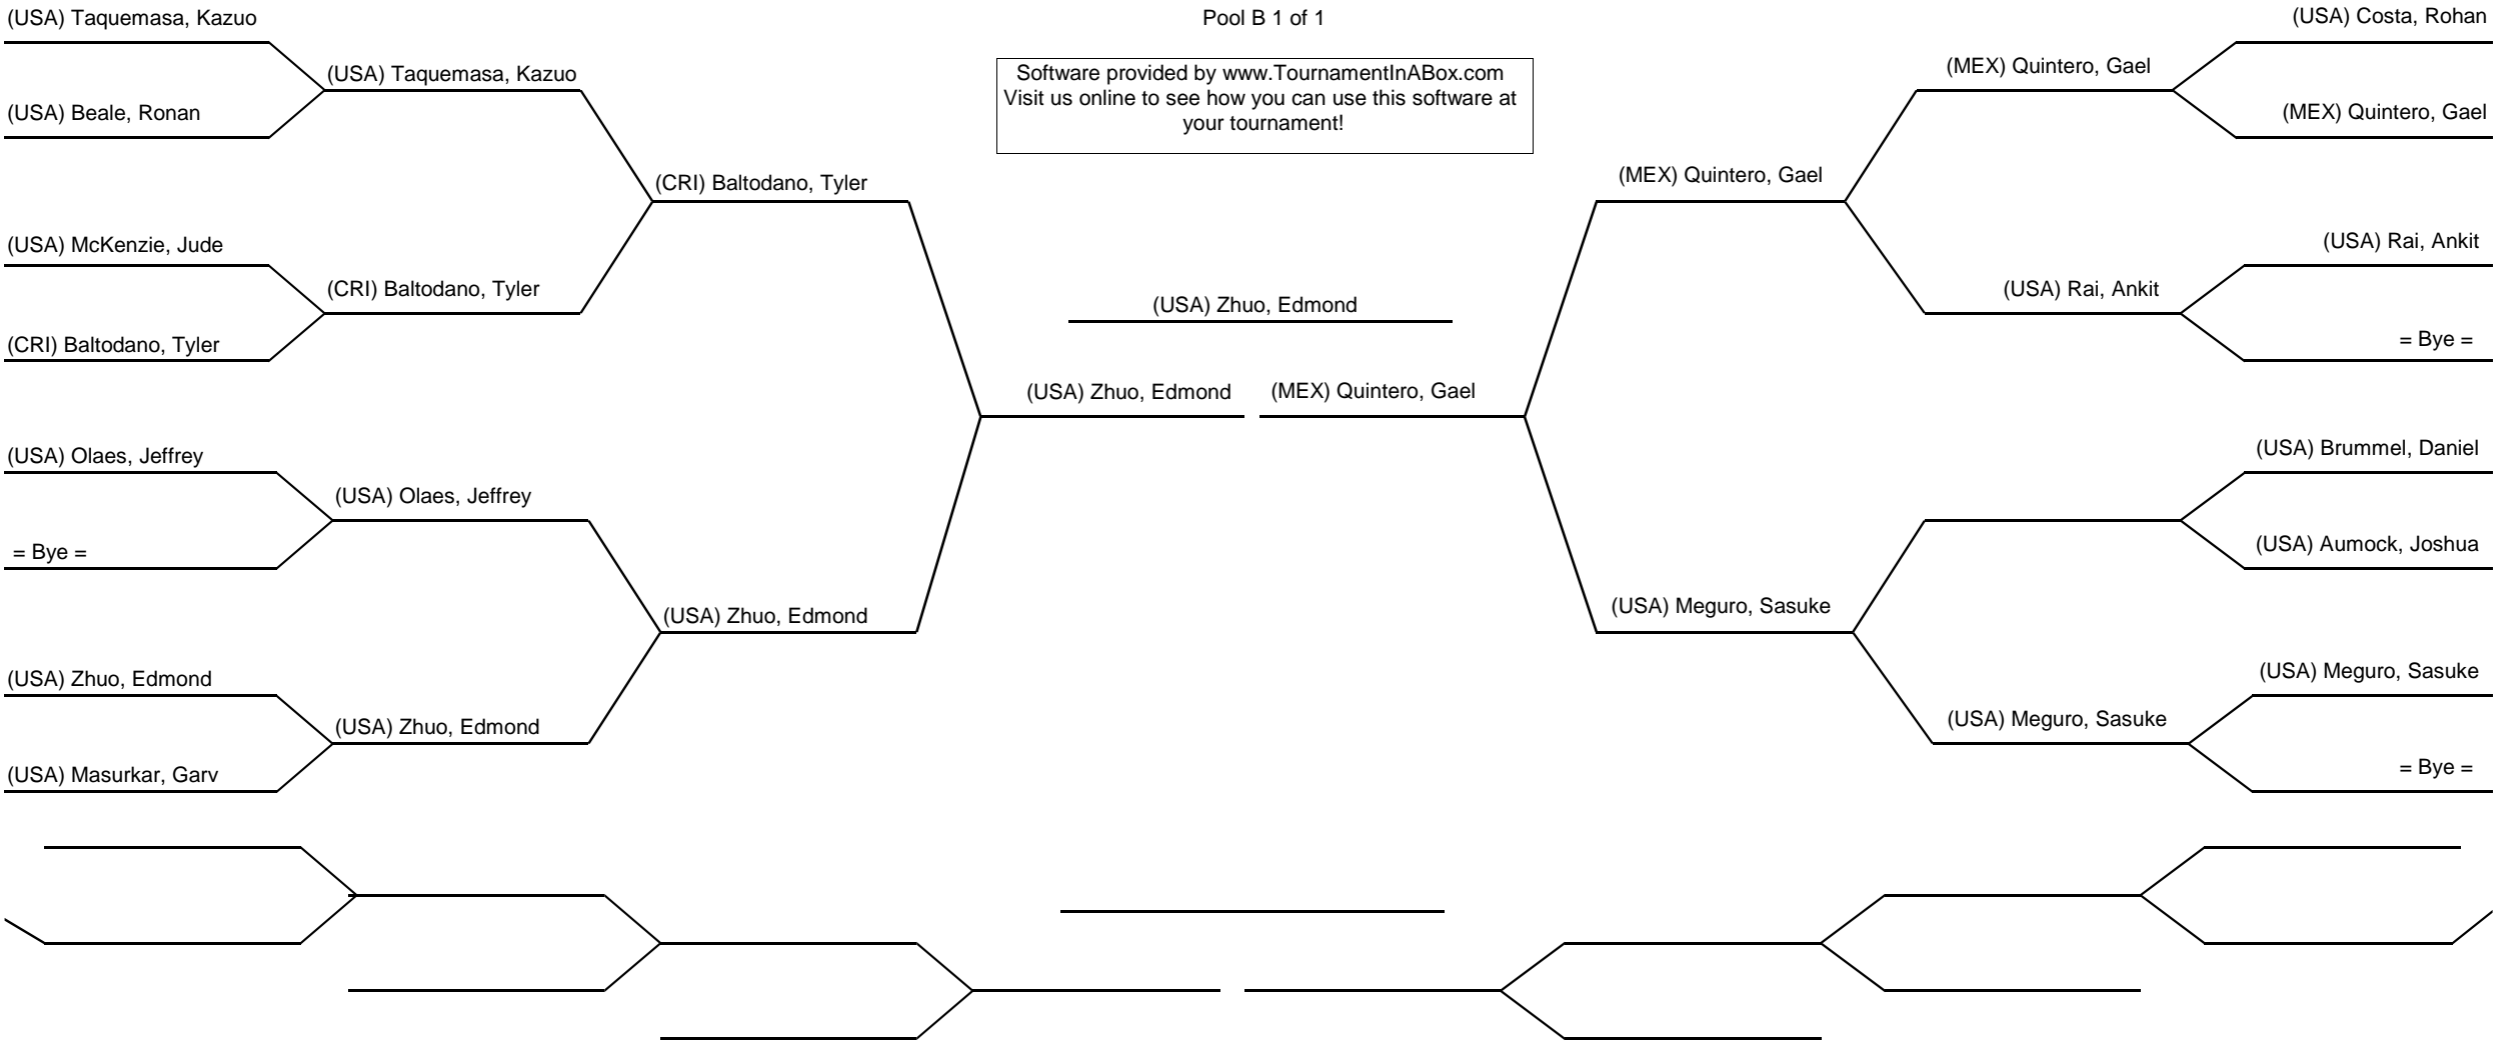 (USA) Taquemasa, Kazuo
(USA) Beale, Ronan
(USA) McKenzie, Jude
(CRI) Baltodano, Tyler
(USA) Olaes, Jeffrey
= Bye =
(USA) Zhuo, Edmond
(USA) Masurkar, Garv
(USA) Taquemasa, Kazuo
(CRI) Baltodano, Tyler
(USA) Olaes, Jeffrey
(USA) Zhuo, Edmond
(CRI) Baltodano, Tyler
(USA) Zhuo, Edmond
Pool B 1 of 1
Software provided by www.TournamentInABox.com
Visit us online to see how you can use this software at
your tournament!
(USA) Zhuo, Edmond
(USA) Zhuo, Edmond
(MEX) Quintero, Gael
(MEX) Quintero, Gael
(USA) Meguro, Sasuke
(MEX) Quintero, Gael
(USA) Rai, Ankit
(USA) Meguro, Sasuke
(USA) Costa, Rohan
(MEX) Quintero, Gael
(USA) Rai, Ankit
= Bye =
(USA) Brummel, Daniel
(USA) Aumock, Joshua
(USA) Meguro, Sasuke
= Bye =